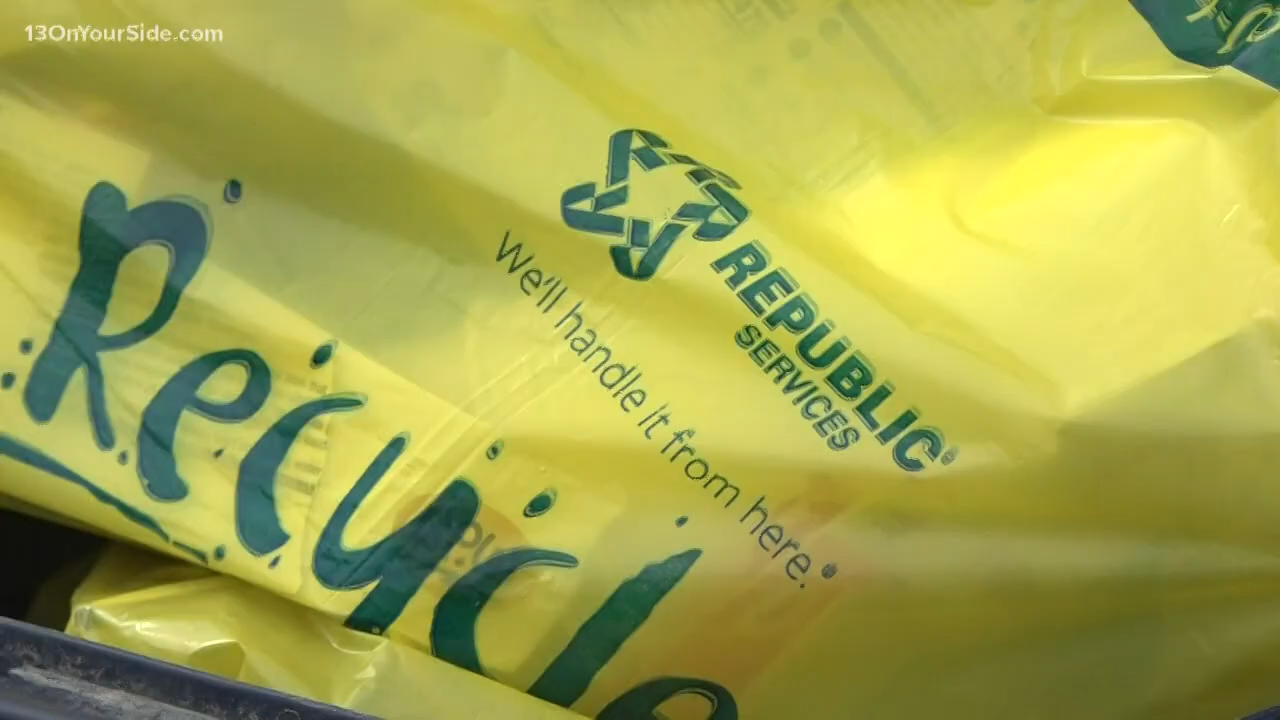 13OnYourSide.com
REPUBLIC®
SERVICES
We'll handle it from here.®
Recycle